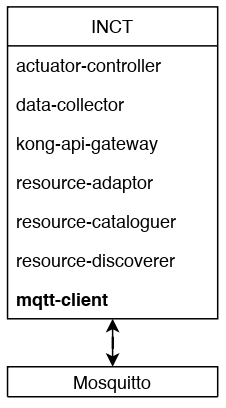 INCT
actuator-controller
data-collector
kong-api-gateway
resource-adaptor
resource-cataloguer
resource-discoverer
mqtt-client
Mosquitto